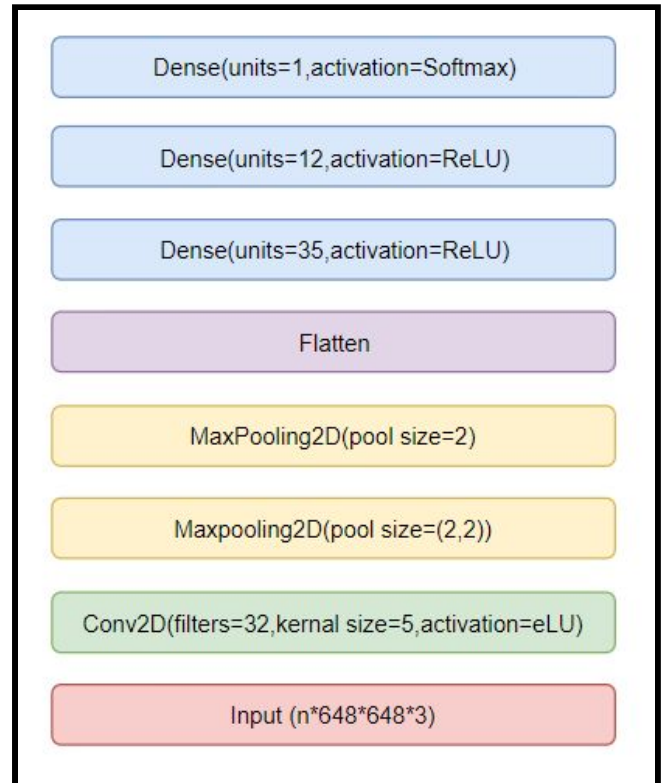 Dense(units=1,activation=Softmax)
Dense(units=12,activation=ReLU)
Dense(units=35,activation=ReLU)
Flatten
MaxPooling2D(pool size=2)
Maxpooling2D(pool size=(2,2))
Conv2D(filters=32,kernal size=5,activation=eLU)
Input (n*648*648*3)